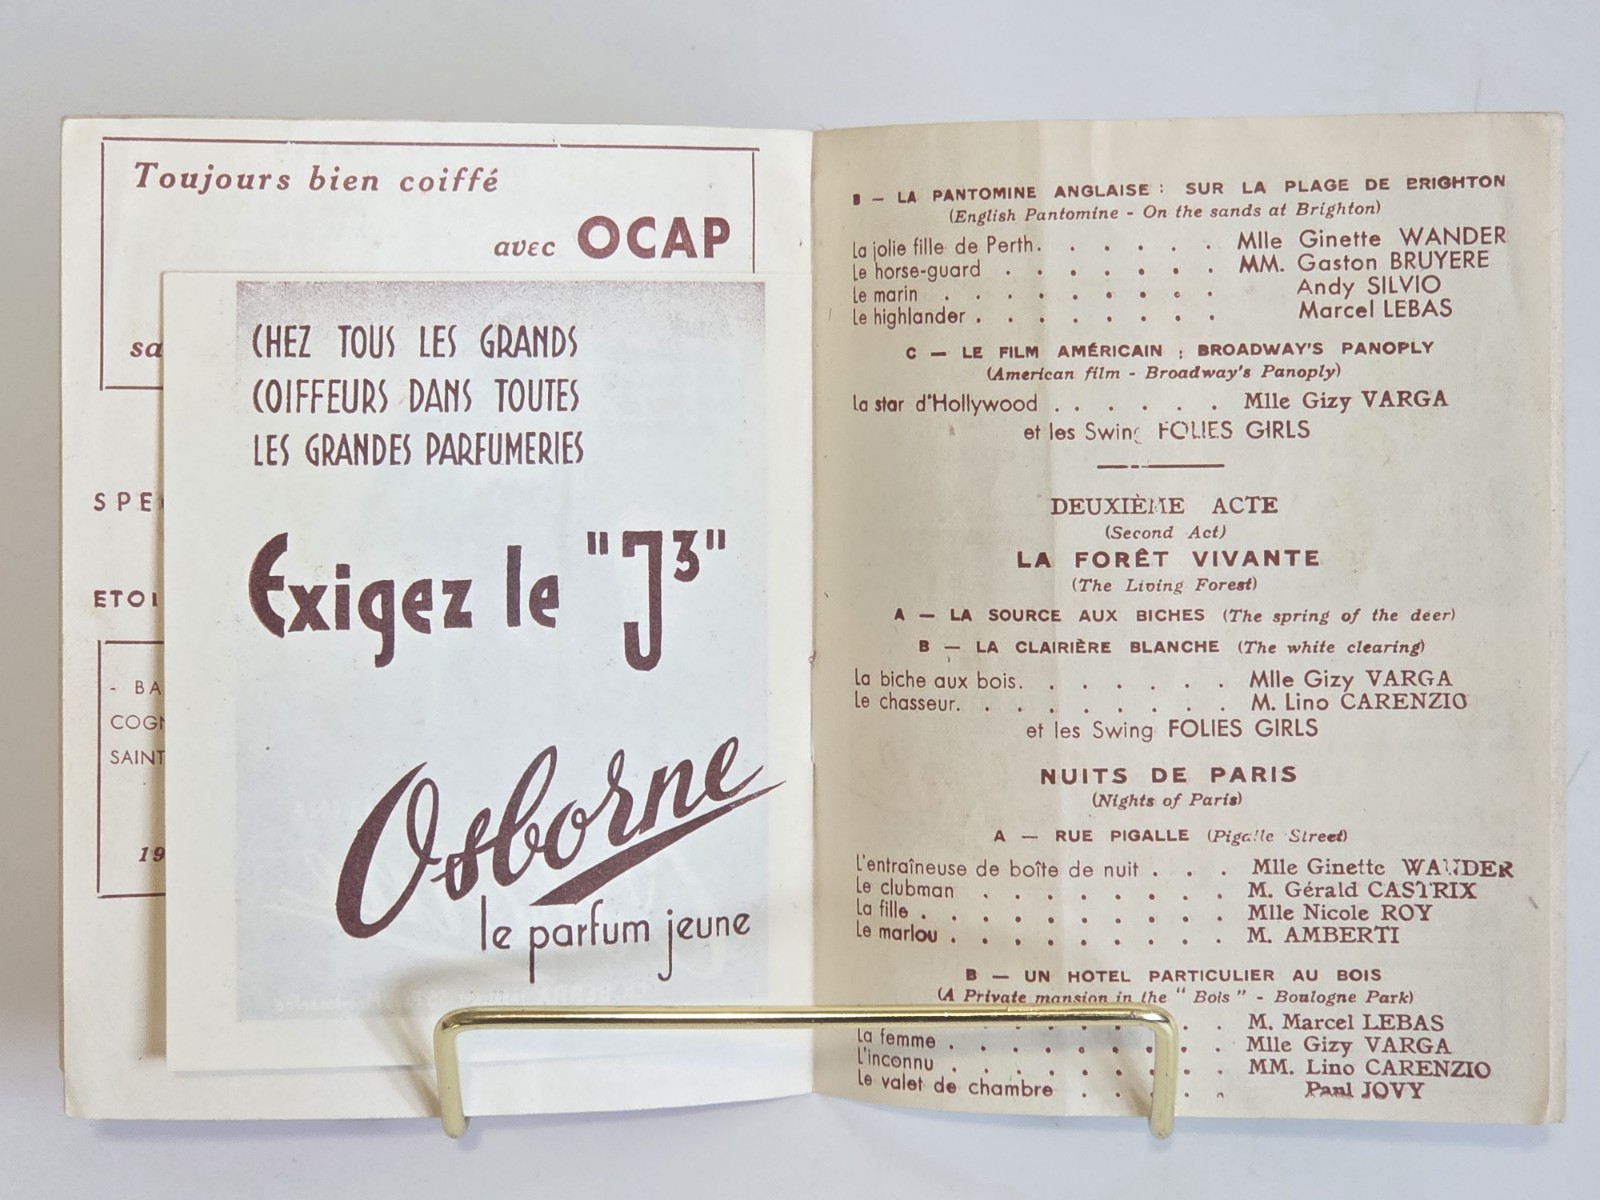 Toujours bien coiffé
avec OCAP
CHEZ TOUS LES GRANDS
COIFFEURS DANS TOUTES
LES GRANDES PARFUMERIES
Exigez le "J3"
Osborne
le parfum jeune
B — LA PANTOMINE ANGLAISE : SUR LA PLAGE DE BRIGHTON
(English Pantomine - On the sands at Brighton)
La jolie fille de Perth. . . . . . . Mlle Ginette WANDER
Le horse-guard . . . . . . . MM. Gaston BRUYERE
Le marin . . . . . . . . . Andy SILVIO
Le highlander . . . . . . . . Marcel LEBAS
C — LE FILM AMÉRICAIN : BROADWAY'S PANOPLY
(American film - Broadway's Panoply)
La star d'Hollywood . . . . . . Mlle Gizy VARGA
et les Swing FOLIES GIRLS
DEUXIÈME ACTE
(Second Act)
LA FORÊT VIVANTE
(The Living Forest)
A — LA SOURCE AUX BICHES (The spring of the deer)
B — LA CLAIRIÈRE BLANCHE (The white clearing)
La biche aux bois. . . . . . . Mlle Gizy VARGA
Le chasseur. . . . . . . . . M. Lino CARENZIO
et les Swing FOLIES GIRLS
NUITS DE PARIS
(Nights of Paris)
A — RUE PIGALLE (Pigalle Street)
L'entraîneuse de boîte de nuit . . . Mlle Ginette WANDER
Le clubman . . . . . . . . M. Gérald CASTRIX
La fille . . . . . . . . . . Mlle Nicole ROY
Le marlou . . . . . . . . . M. AMBERTI
B — UN HOTEL PARTICULIER AU BOIS
(A Private mansion in the "Bois" - Boulogne Park)
M. Marcel LEBAS
La femme . . . . . . . . . Mlle Gizy VARGA
L'inconnu . . . . . . . . . MM. Lino CARENZIO
Le valet de chambre . . . . . Paul JOVY